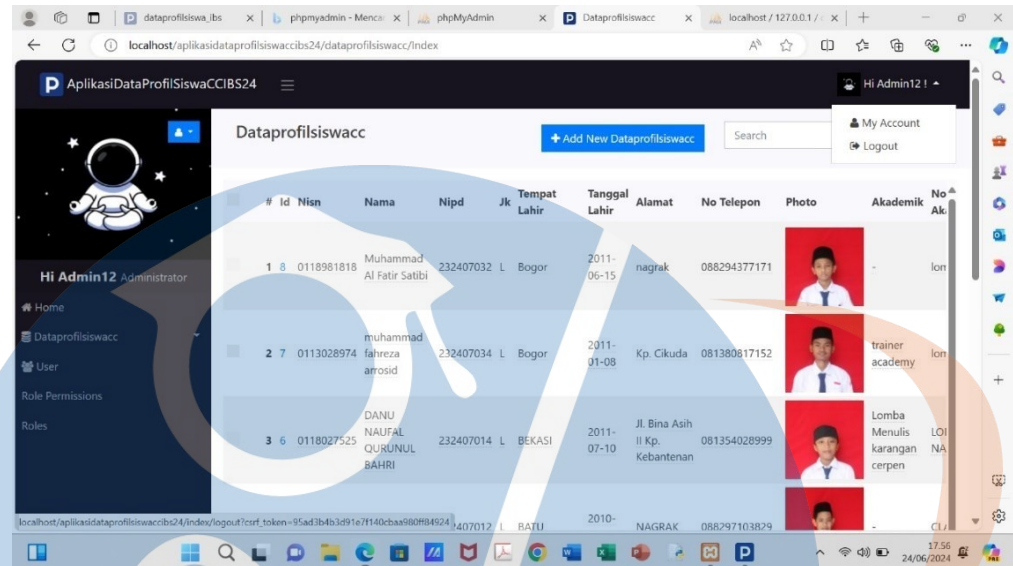 dataprofilsiswa_ibs
phpmyadmin - Mencar
phpMyAdmin
Dataprofilsiswacc
localhost / 127.0.0.1 /
localhost/aplikasidataprofilsiswaccibs24/dataprofilsiswacc/Index
AplikasiDataProfilSiswaCCIBS24
Hi Admin12 !
My Account
Logout
Dataprofilsiswacc
+ Add New Dataprofilsiswacc
Search
Hi Admin12 Administrator
Home
Dataprofilsiswacc
User
Role Permissions
Roles
# Id Nisn Nama Nipd Jk Tempat Lahir Tanggal Lahir Alamat No Telepon Photo Akademik No
1 8 0118981818 Muhammad Al Fatir Satibi 232407032 L Bogor 2011-06-15 nagrak 088294377171 -
2 7 0113028974 muhammad fahreza arrosid 232407034 L Bogor 2011-01-08 Kp. Cikuda 081380817152 trainer academy
3 6 0118027525 DANU NAUFAL QURUNUL BAHRI 232407014 L BEKASI 2011-07-10 Jl. Bina Asih II Kp. Kebantenan 081354028999 Lomba Menulis karangan cerpen
2407012 L BATU 2010- NAGRAK 088297103829 -
localhost/aplikasidataprofilsiswaccibs24/index/logout?csrf_token=95ad3b4b3d91e7f140cbaa980ff84924
17.56
24/06/2024